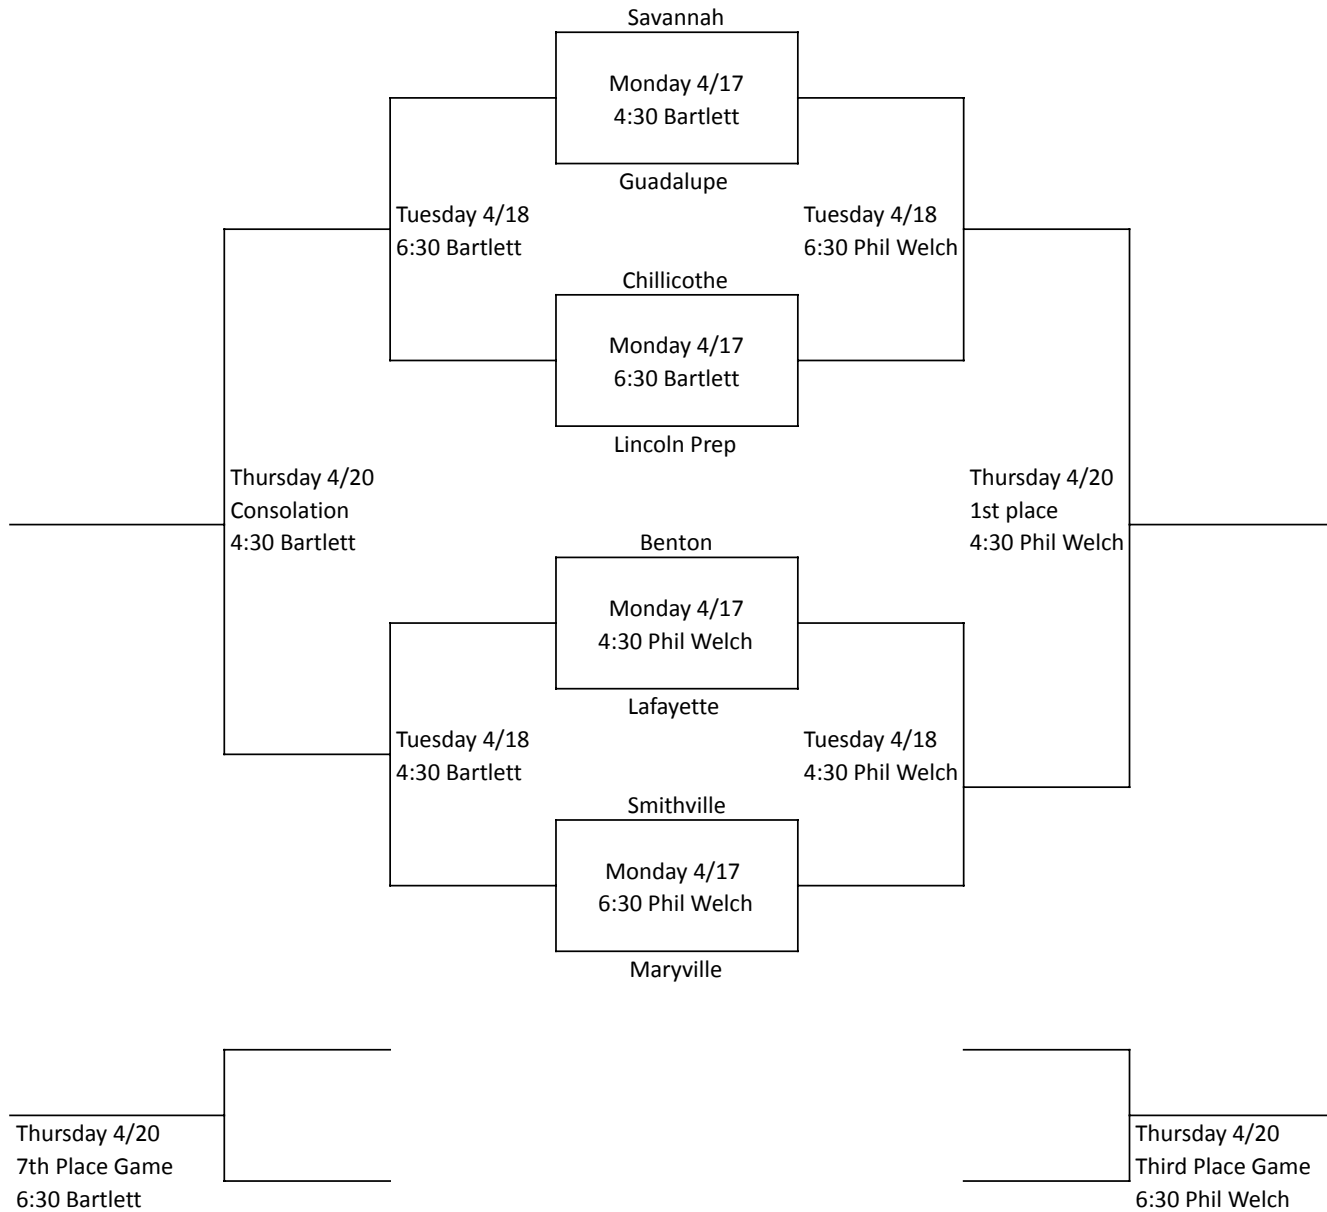 Savannah
Monday 4/17
4:30 Bartlett
Guadalupe
Tuesday 4/18
6:30 Bartlett
Tuesday 4/18
6:30 Phil Welch
Chillicothe
Monday 4/17
6:30 Bartlett
Lincoln Prep
Thursday 4/20
Consolation
4:30 Bartlett
Thursday 4/20
1st place
4:30 Phil Welch
Benton
Monday 4/17
4:30 Phil Welch
Lafayette
Tuesday 4/18
4:30 Bartlett
Tuesday 4/18
4:30 Phil Welch
Smithville
Monday 4/17
6:30 Phil Welch
Maryville
Thursday 4/20
7th Place Game
6:30 Bartlett
Thursday 4/20
Third Place Game
6:30 Phil Welch